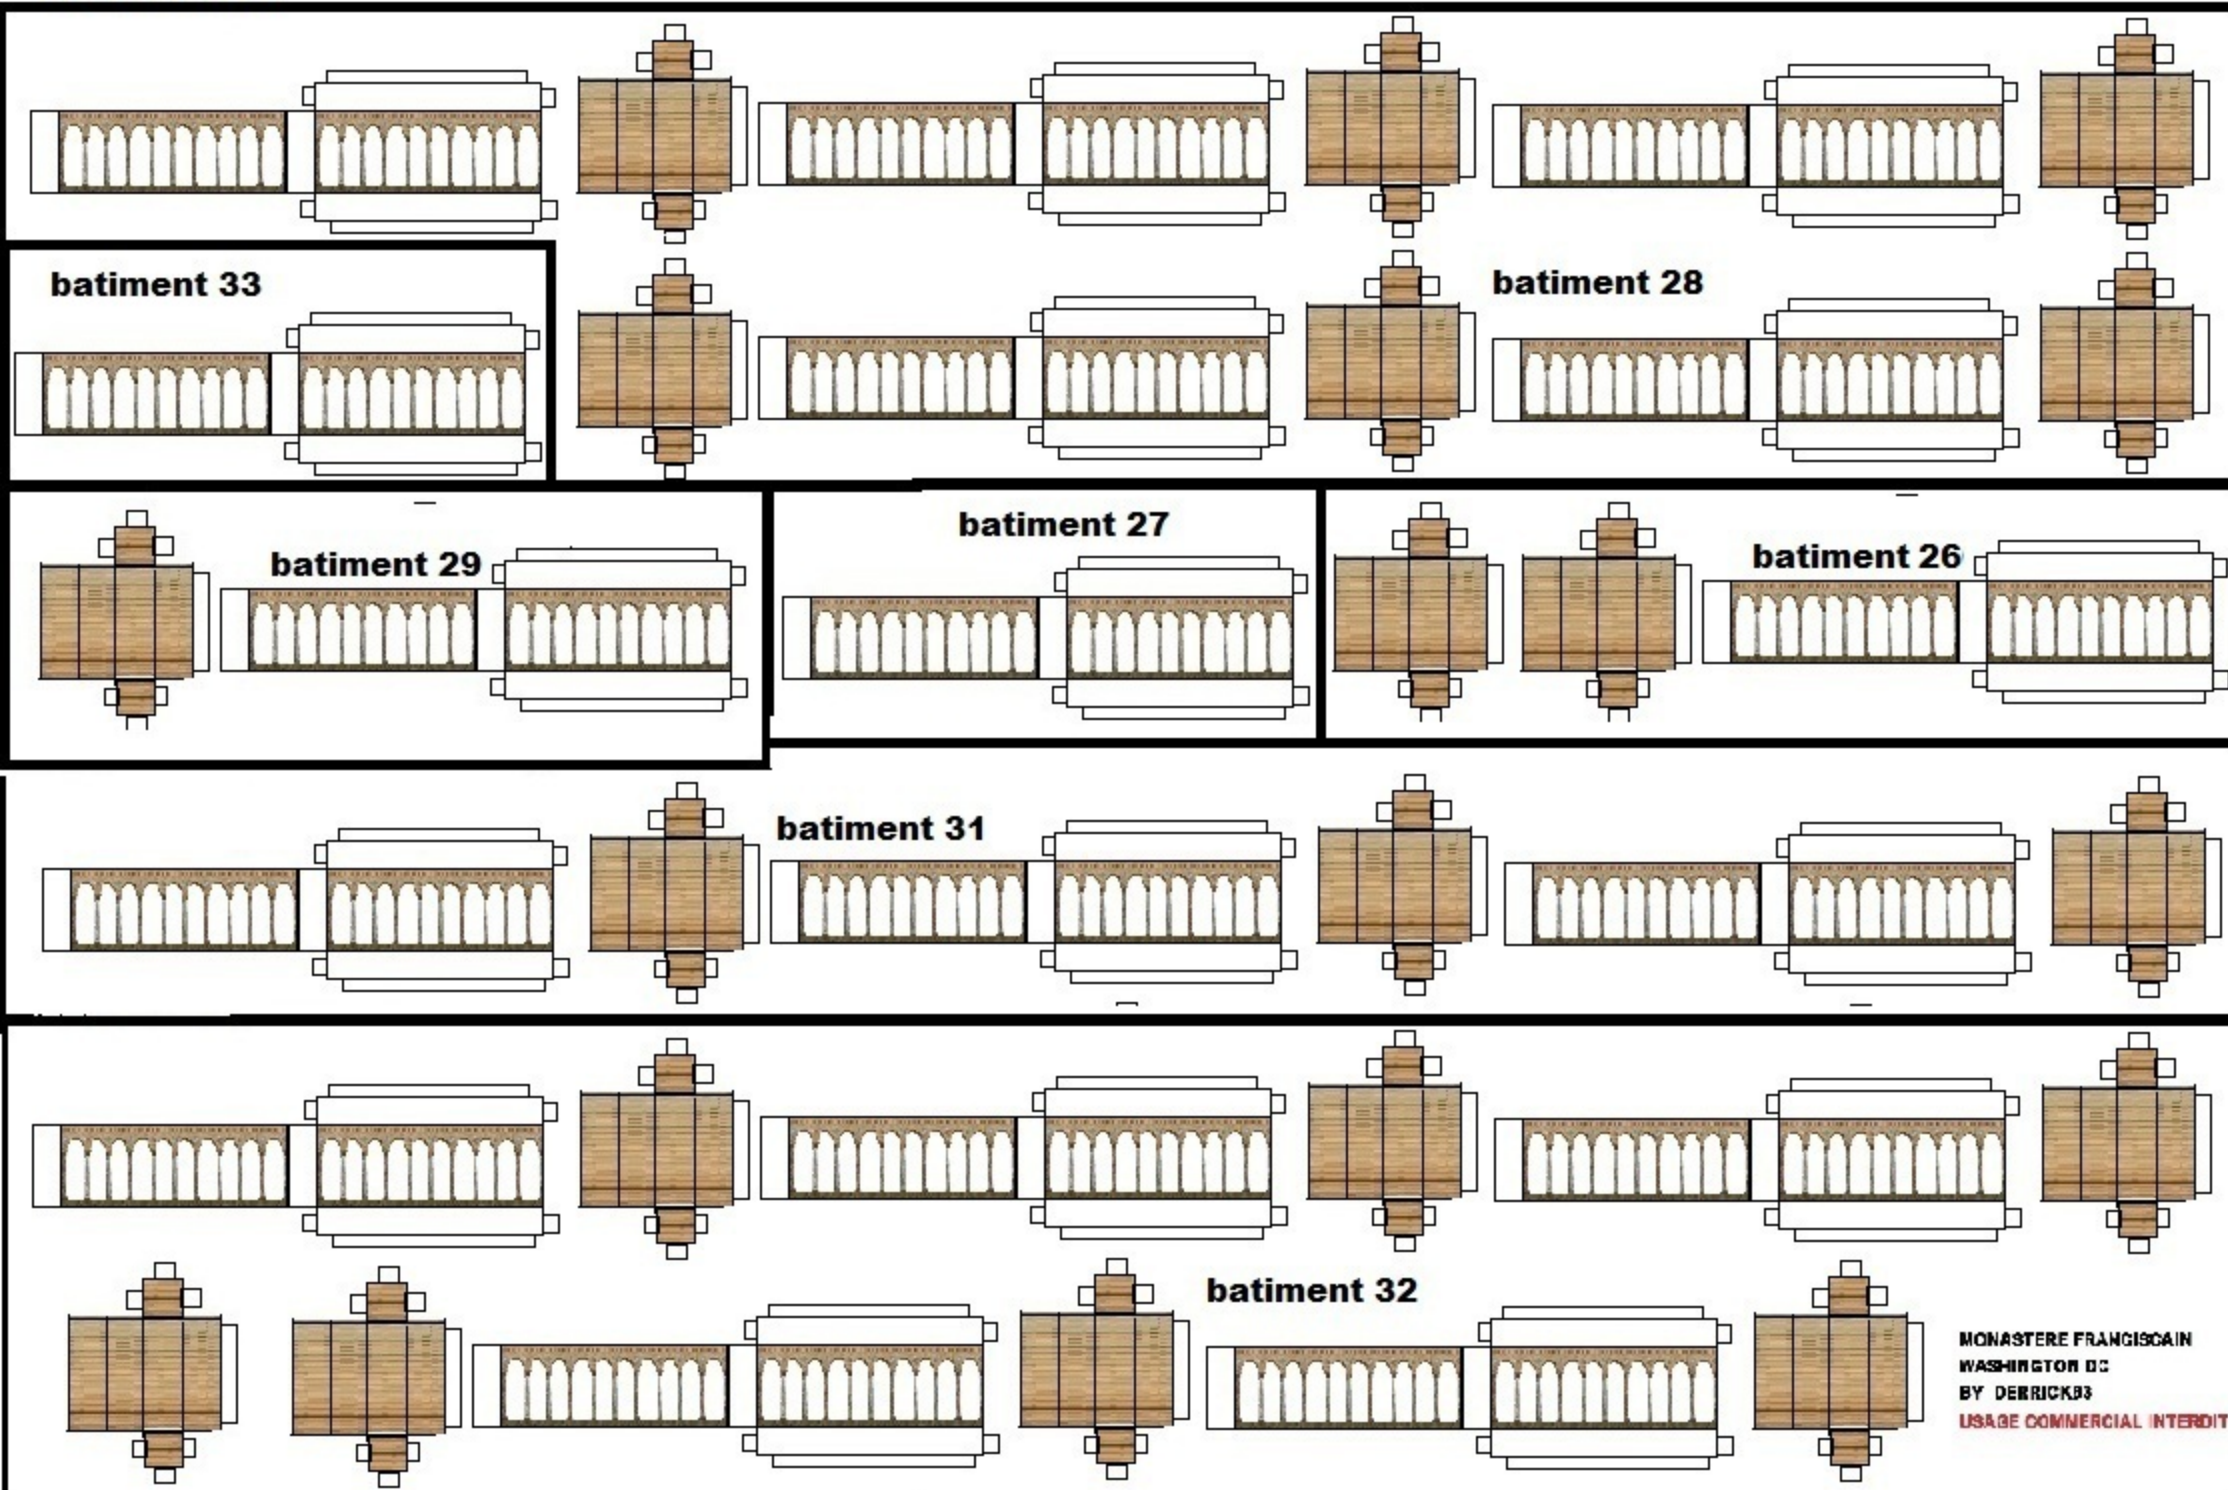 batiment 33
batiment 28
batiment 29
batiment 27
batiment 26
batiment 31
batiment 32
MONASTERE FRANCISCAIN
WASHINGTON DC
BY DERRICK83
USAGE COMMERCIAL INTERDIT